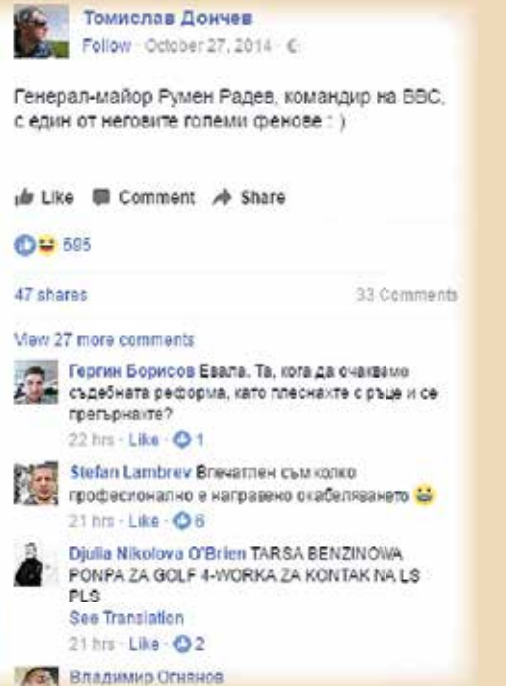 Томислав Дончев
Follow · October 27, 2014 ·
Генерал-майор Румен Радев, командир на ВВС,
с един от неговите големи фенове : )
Like Comment Share
595
47 shares 33 Comments
View 27 more comments
Гергин Борисов Евала. Та, кога да очакваме
съдебната реформа, като плеснахте с ръце и се
прегърнахте?
22 hrs · Like · 1
Stefan Lambrev Впечатлен съм колко
професионално е направено окабеляването 😀
21 hrs · Like · 6
Djulia Nikolova O'Brien TARSA BENZINOWA
PONPA ZA GOLF 4-WORKA ZA KONTAK NA LS
PLS
See Translation
21 hrs · Like · 2
Владимир Огнянов